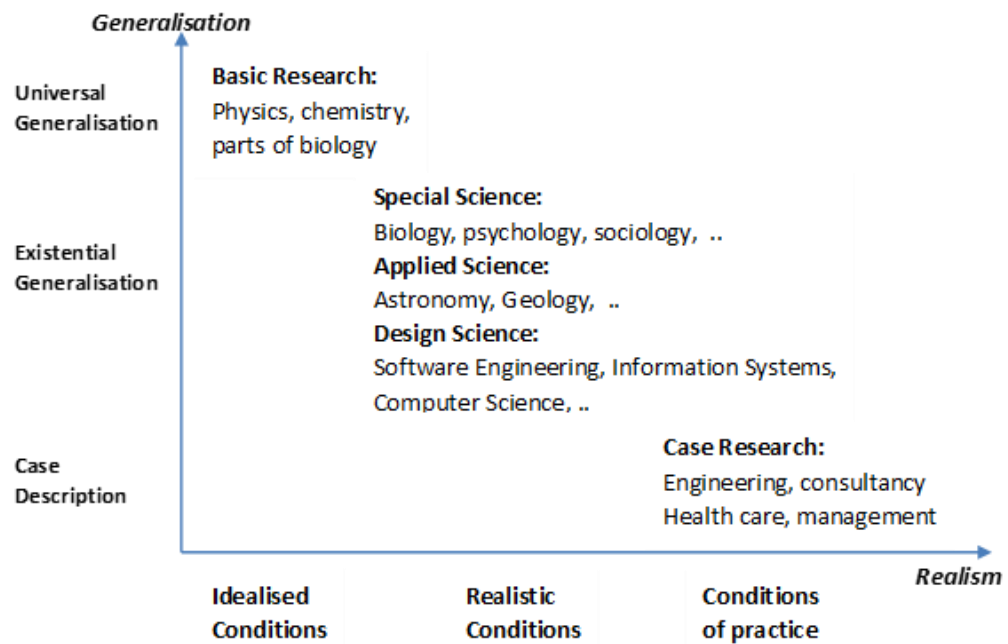 Generalisation
Universal
Generalisation
Basic Research:
Physics, chemistry,
parts of biology
Existential
Generalisation
Special Science:
Biology, psychology, sociology, ..
Applied Science:
Astronomy, Geology, ..
Design Science:
Software Engineering, Information Systems,
Computer Science, ..
Case
Description
Case Research:
Engineering, consultancy
Health care, management
Realism
Idealised
Conditions
Realistic
Conditions
Conditions
of practice